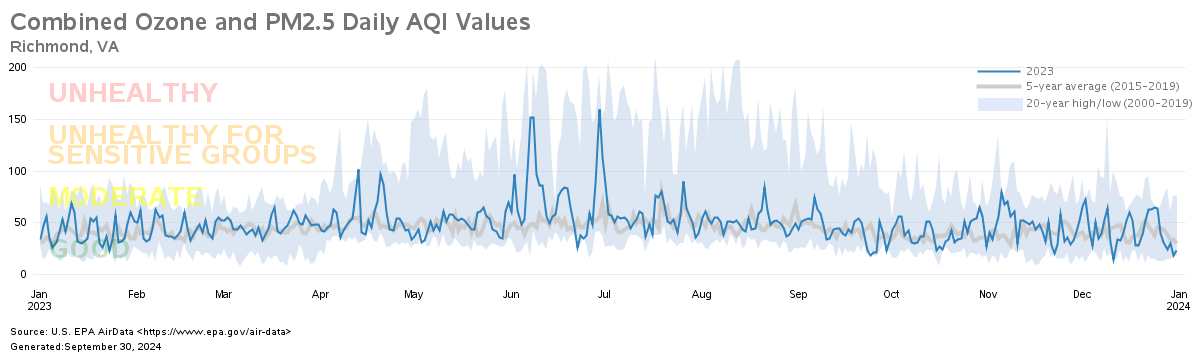 Combined Ozone and PM2.5 Daily AQI Values
Richmond, VA
200
150
100
50
0
UNHEALTHY
UNHEALTHY FOR
SENSITIVE GROUPS
MODERATE
GOOD
2023
5-year average (2015-2019)
20-year high/low (2000-2019)
Jan Feb Mar Apr May Jun Jul Aug Sep Oct Nov Dec Jan
2023 2024
Source: U.S. EPA AirData <https://www.epa.gov/air-data>
Generated:September 30, 2024